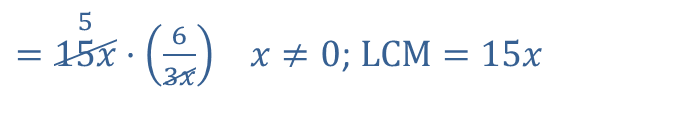 5
= 15x · (6/3x)   x ≠ 0; LCM = 15x